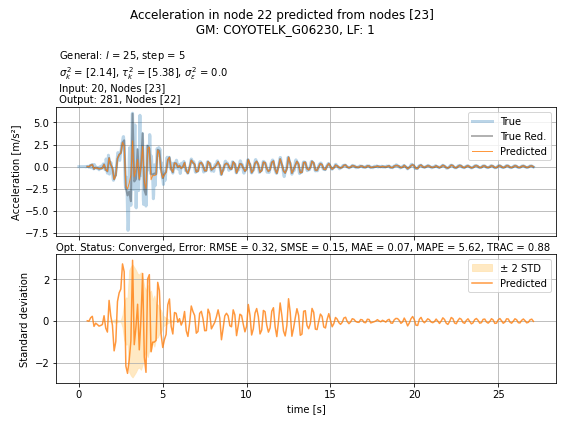 Acceleration in node 22 predicted from nodes [23]
GM: COYOTELK_G06230, LF: 1
General: l = 25, step = 5
σ²ₖ = [2.14], τ²ₖ = [5.38], σ²ε = 0.0
Input: 20, Nodes [23]
Output: 281, Nodes [22]
Acceleration [m/s²]
5.0
2.5
0.0
−2.5
−5.0
−7.5
True
True Red.
Predicted
Opt. Status: Converged, Error: RMSE = 0.32, SMSE = 0.15, MAE = 0.07, MAPE = 5.62, TRAC = 0.88
Standard deviation
2
0
−2
± 2 STD
Predicted
0 5 10 15 20 25
time [s]